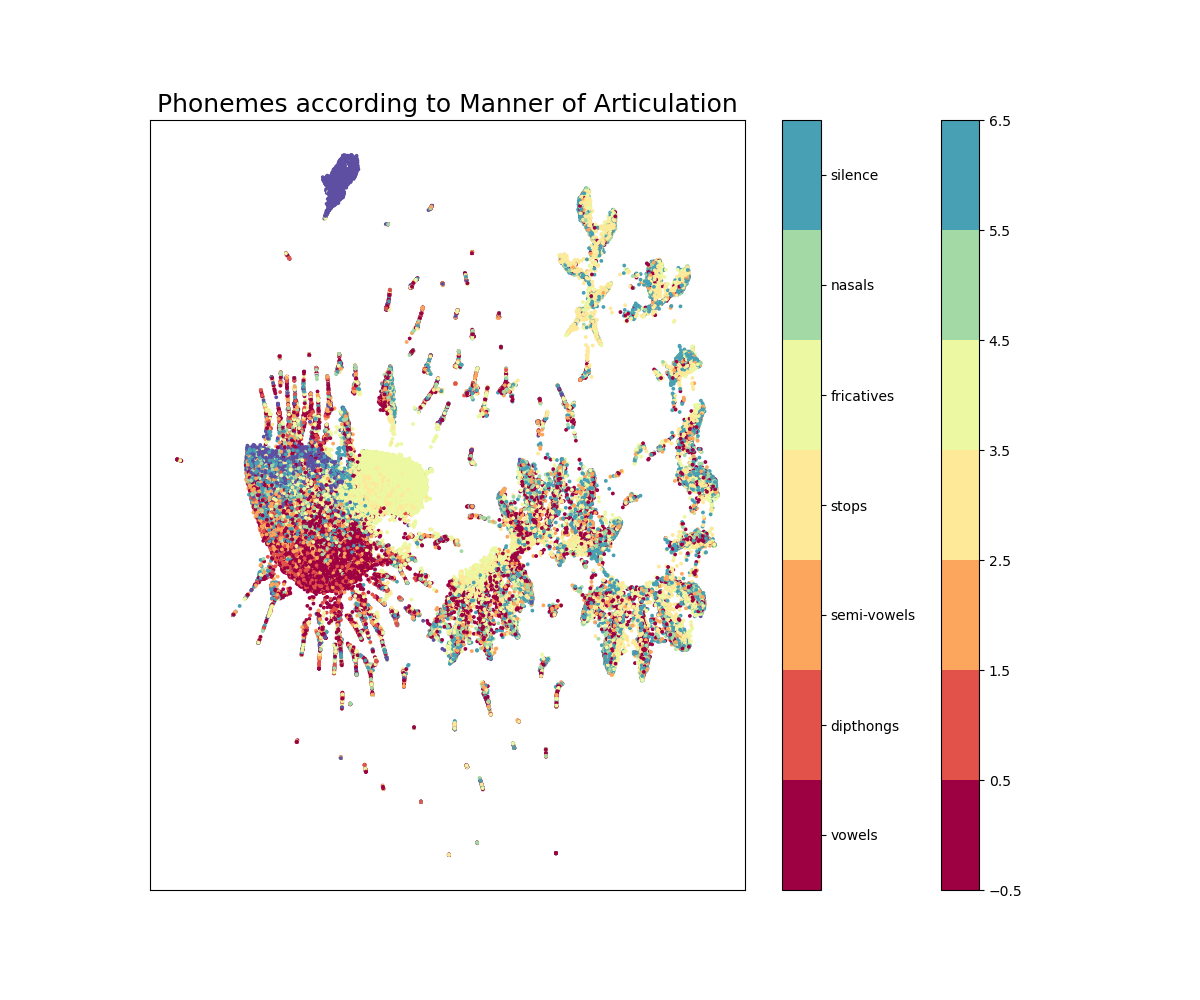 Phonemes according to Manner of Articulation
silence
nasals
fricatives
stops
semi-vowels
dipthongs
vowels
6.5
5.5
4.5
3.5
2.5
1.5
0.5
−0.5